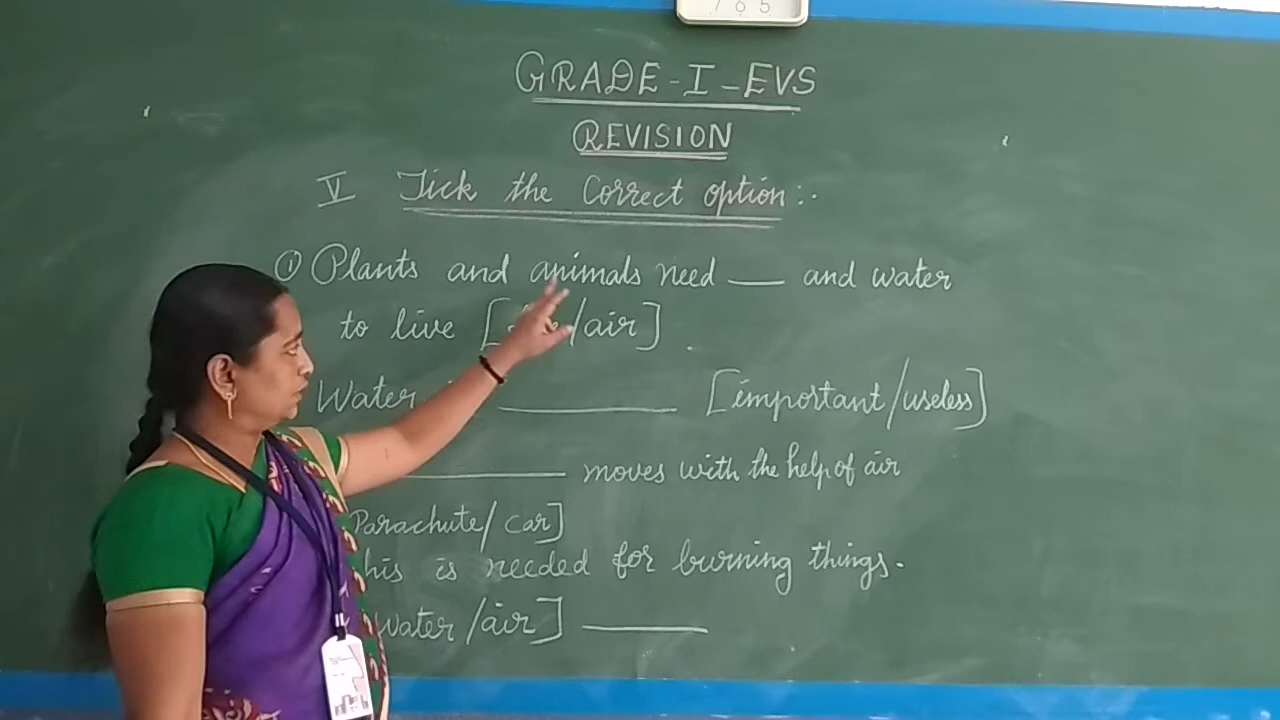 765
GRADE-I-EVS
REVISION
V Tick the Correct option:-
① Plants and animals need ___ and water
to live [ /air] .
Water ___ [important/useless]
___ moves with the help of air
Parachute/car]
his is needed for burning things.
Water/air] ___